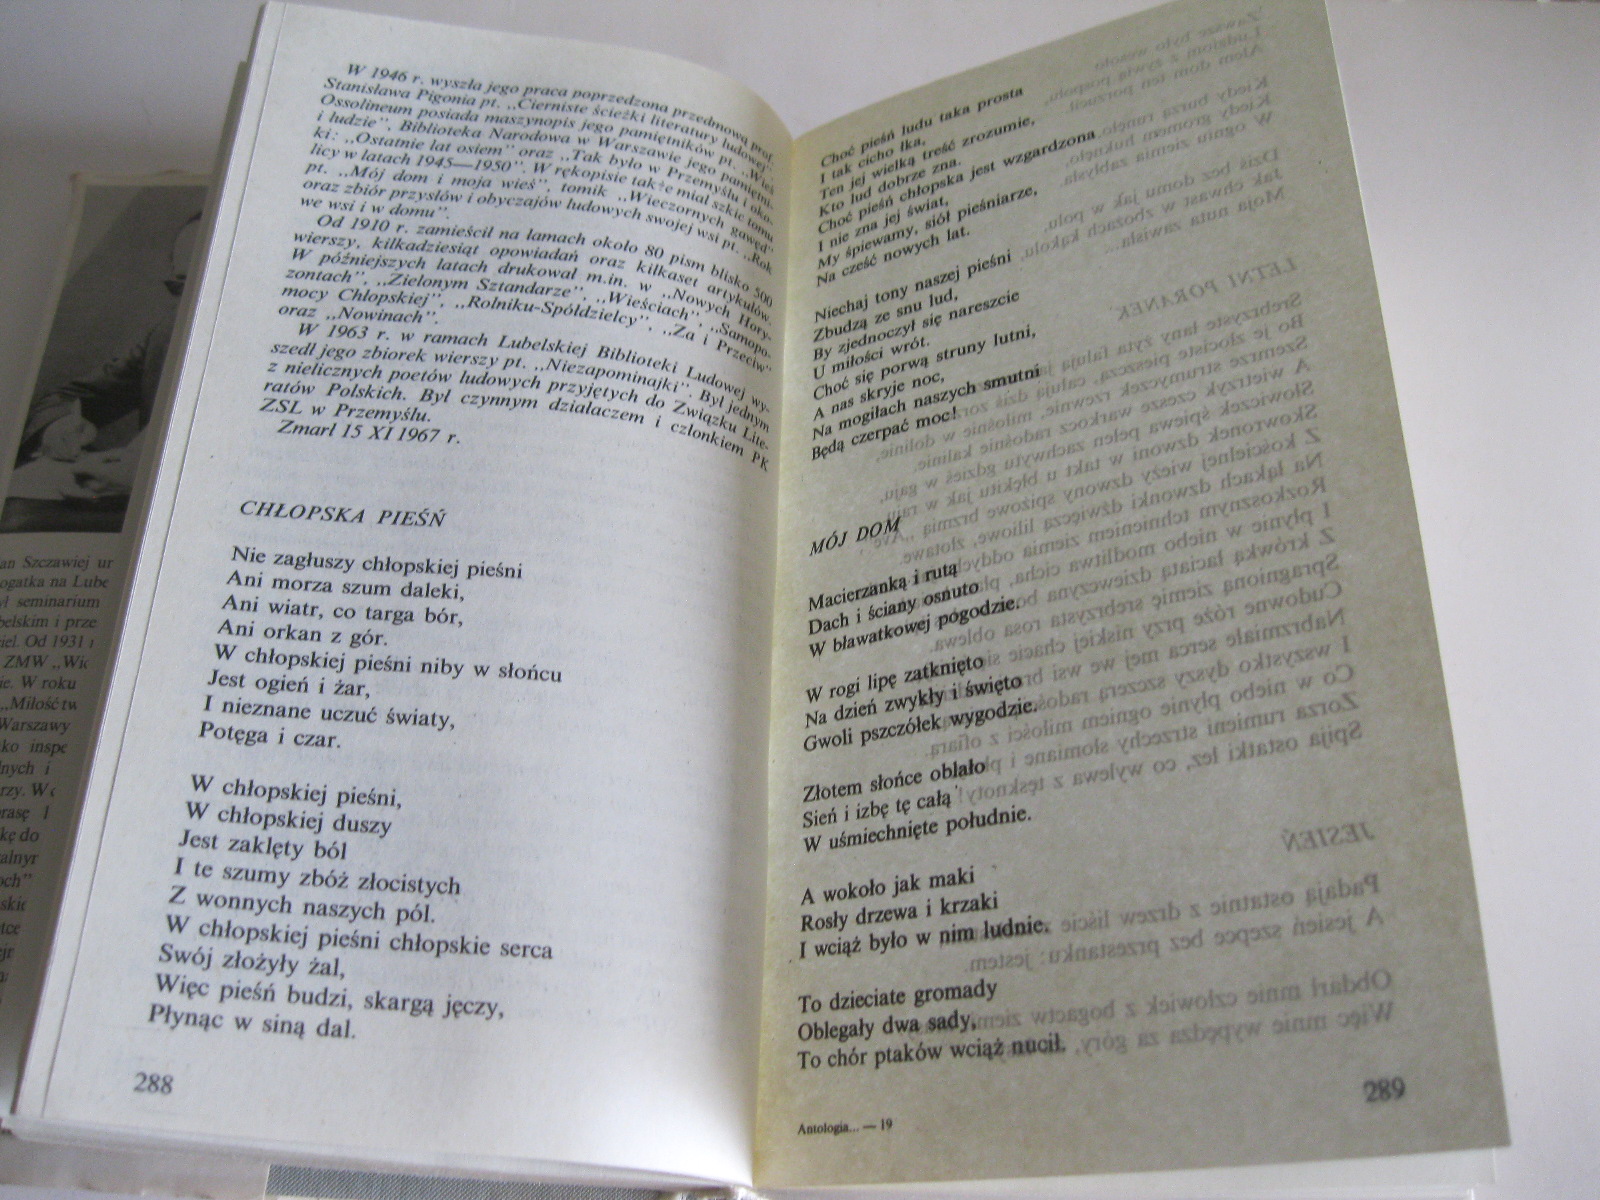 W 1946 r. wyszła jego praca poprzedzona przedmową prof.
Stanisława Pigonia pt. „Cierniste ścieżki literatury ludowej".
Ossolineum posiada maszynopis jego pamiętników pt. „Wieś
i ludzie", Biblioteka Narodowa w Warszawie jego pamiętni-
ki: „Ostatnie lat osiem" oraz „Tak było w Przemyślu i oko-
licy w latach 1945—1950". W rękopisie także miał szkic tomu
pt. „Mój dom i moja wieś", tomik „Wieczornych gawęd"
oraz zbiór przysłów i obyczajów ludowych swojej wsi pt. „Rok
we wsi i w domu".
Od 1910 r. zamieścił na łamach około 80 pism blisko 500
wierszy, kilkadziesiąt opowiadań oraz kilkaset artykułów.
W późniejszych latach drukował m.in. w „Nowych Hory-
zontach", „Zielonym Sztandarze", „Wieściach", „Samopo-
mocy Chłopskiej", „Rolniku-Spółdzielcy", „Za i Przeciw"
oraz „Nowinach".
W 1963 r. w ramach Lubelskiej Biblioteki Ludowej wy-
szedł jego zbiorek wierszy pt. „Niezapominajki". Był jednym
z nielicznych poetów ludowych przyjętych do Związku Lite-
ratów Polskich. Był czynnym działaczem i członkiem PK
ZSL w Przemyślu.
Zmarł 15 XI 1967 r.
CHŁOPSKA PIEŚŃ
Nie zagłuszy chłopskiej pieśni
Ani morza szum daleki,
Ani wiatr, co targa bór,
Ani orkan z gór.
W chłopskiej pieśni niby w słońcu
Jest ogień i żar,
I nieznane uczuć światy,
Potęga i czar.
W chłopskiej pieśni,
W chłopskiej duszy
Jest zaklęty ból
I te szumy zbóż złocistych
Z wonnych naszych pól.
W chłopskiej pieśni chłopskie serca
Swój złożyły żal,
Więc pieśń budzi, skargą jęczy,
Płynąc w siną dal.
288
Choć pieśń ludu taka prosta
I tak cicho łka,
Ten jej wielką treść zrozumie,
Kto lud dobrze zna.
Choć pieśń chłopska jest wzgardzona
I nie zna jej świat,
My śpiewamy, siół pieśniarze,
Na cześć nowych lat.
Niechaj tony naszej pieśni
Zbudzą ze snu lud,
By zjednoczył się nareszcie
U miłości wrót.
Choć się porwą struny lutni,
A nas skryje noc,
Na mogiłach naszych smutni
Będą czerpać moc!
MÓJ DOM
Macierzanką i rutą
Dach i ściany osnuto
W bławatkowej pogodzie.
W rogi lipę zatknięto
Na dzień zwykły i święto
Gwoli pszczółek wygodzie.
Złotem słońce oblało
Sień i izbę tę całą
W uśmiechnięte południe.
A wokoło jak maki
Rosły drzewa i krzaki
I wciąż było w nim ludnie.
To dzieciate gromady
Oblegały dwa sady,
To chór ptaków wciąż nucił.
Antologia... — 19
289